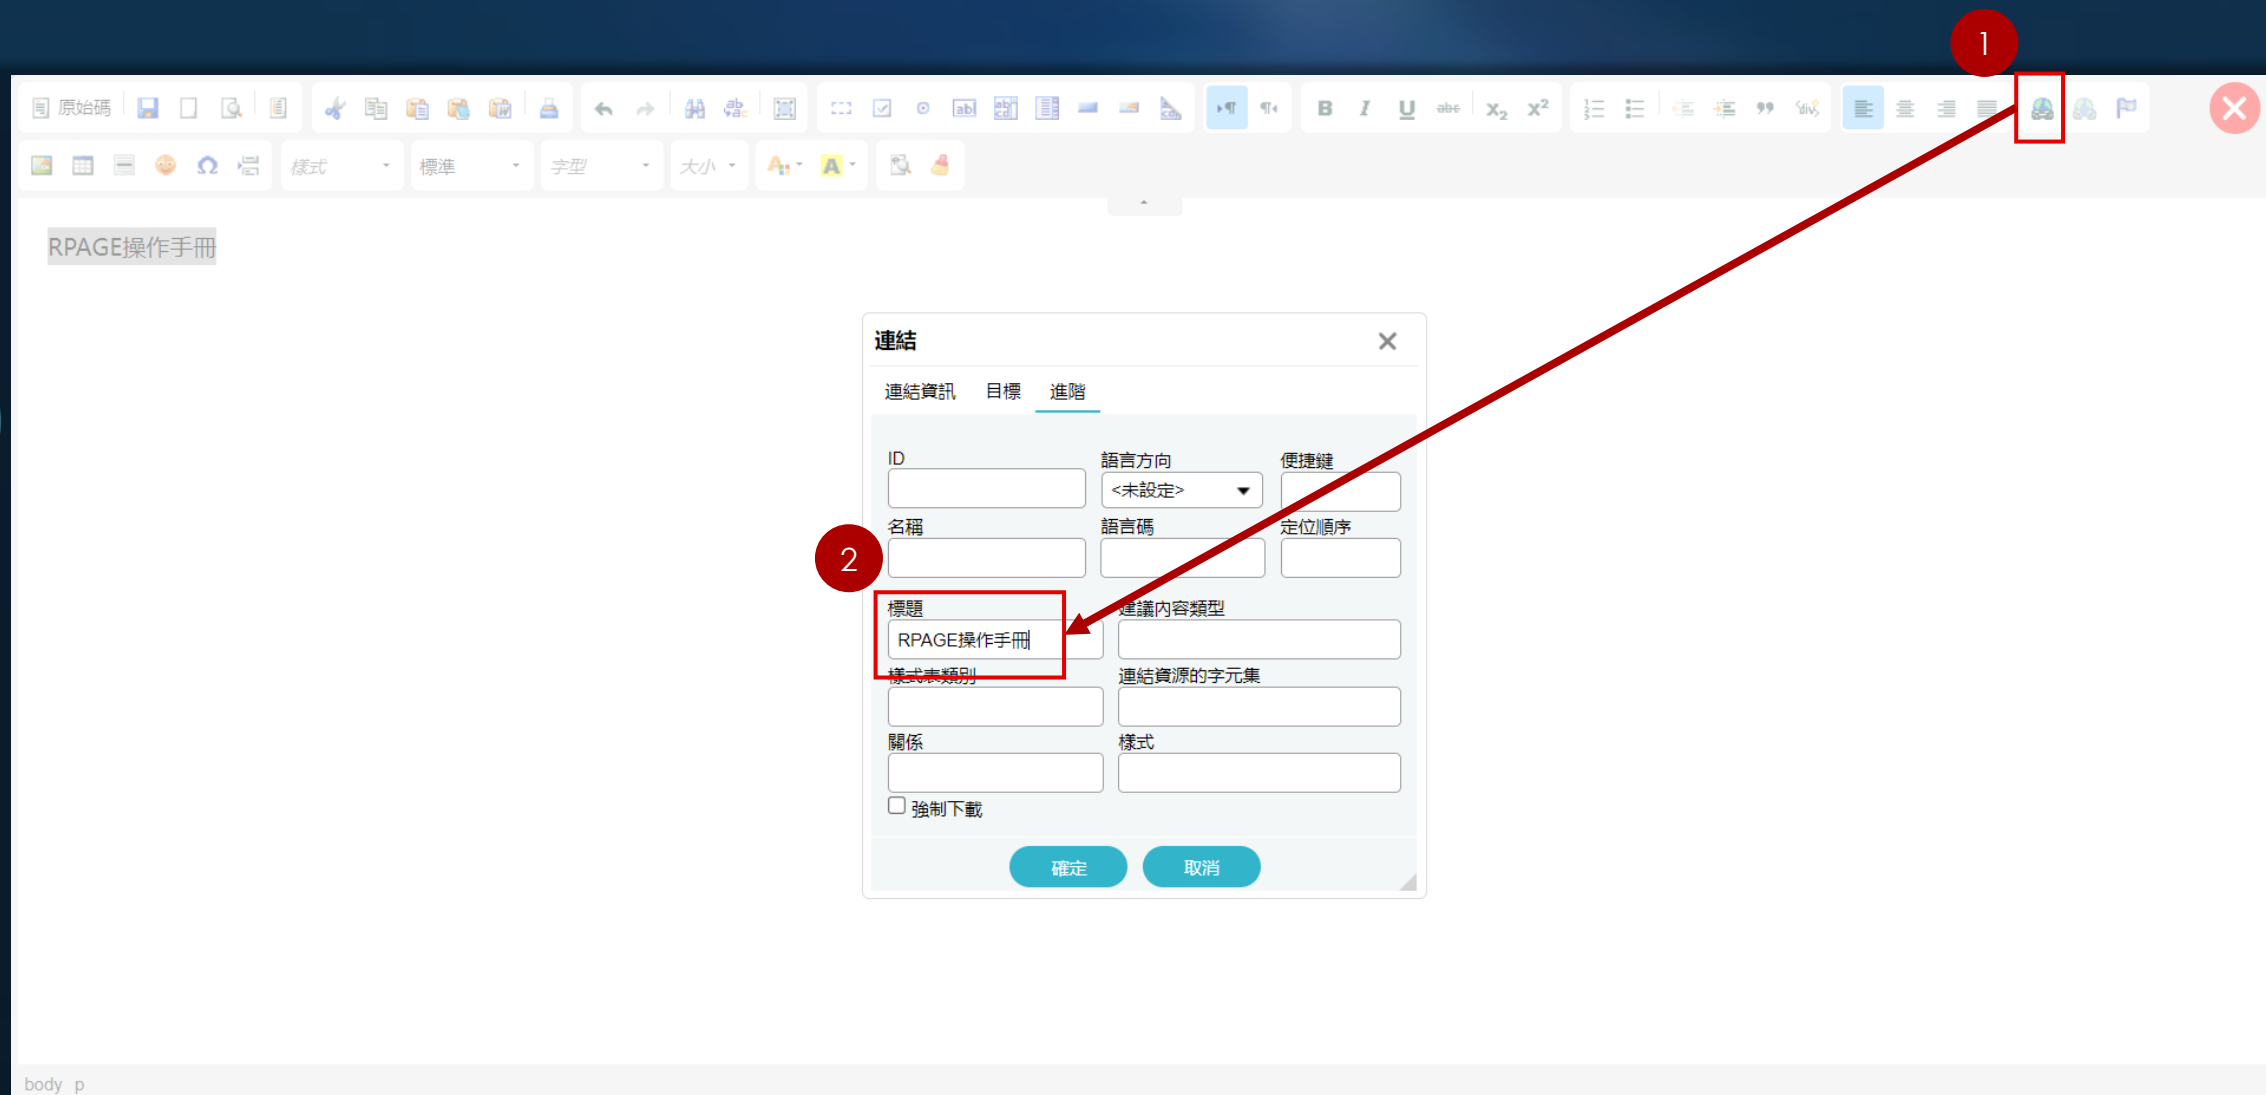 1
原始碼
B I U abc X₂ X²
樣式 標準 字型 大小 A A
RPAGE操作手冊
連結
連結資訊 目標 進階
ID 語言方向 便捷鍵
<未設定>
名稱 語言碼 定位順序
2
標題 建議內容類型
RPAGE操作手冊
樣式表類別 連結資源的字元集
關係 樣式
強制下載
確定 取消
body p